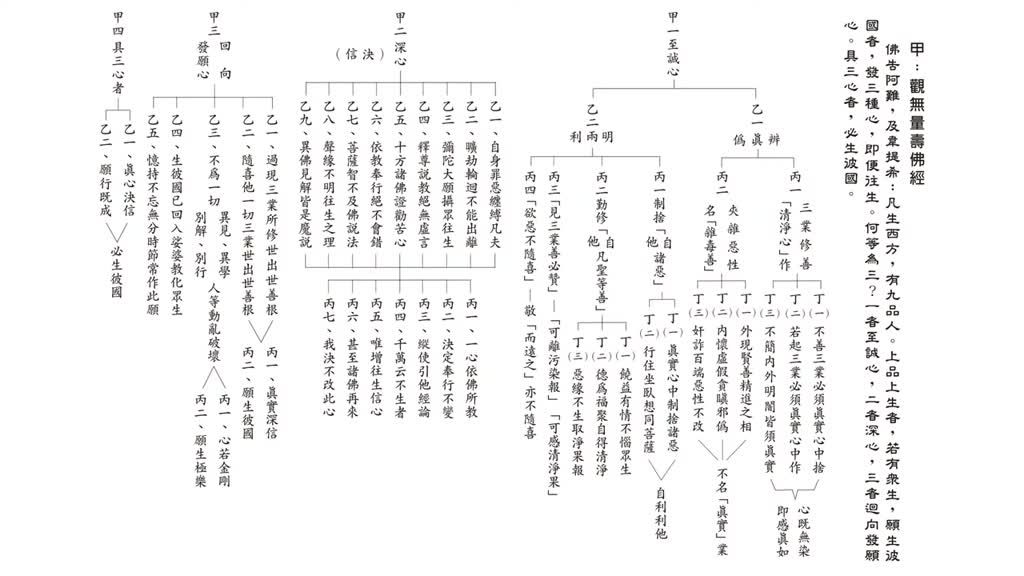 甲：觀無量壽佛經
佛告阿難，及韋提希：凡生西方，有九品人。上品上生者，若有眾生，願生彼
國者，發三種心，即便往生。何等為三？一者至誠心，二者深心，三者迴向發願
心。具三心者，必生彼國。
甲一至誠心
乙一 辨真偽
丙一「三業修善」作「清淨心」
丁(一)不善三業必須真實心中捨
丁(二)若起三業必須真實心中作
丁(三)不簡內外明闇皆須真實
心既無染
即感真如
丙二 夾雜惡性名「雜毒善」
丁(一)外現賢善精進之相
丁(二)內懷虛假貪瞋邪偽
丁(三)奸詐百端惡性不改
不名「真實」業
乙二 明兩利
丙一制捨「自他諸惡」
丁(一)真實心中制捨諸惡
丁(二)行住坐臥想同菩薩
自利利他
丙二勤修「自他凡聖等善」
丁(一)饒益有情不惱眾生
丁(二)德為福聚自得清淨
丁(三)惡緣不生取淨果報
丙三「見三業善必贊」—「可離污染報」「可感清淨果」
丙四「欲惡不隨喜」—敬「而遠之」亦不隨喜
甲二深心
（決信）
乙一、自身罪惡纏縛凡夫
乙二、曠劫輪迴不能出離
乙三、彌陀大願攝眾往生
乙四、釋尊說教絕無虛言
乙五、十方諸佛證勸苦心
乙六、依教奉行絕不會錯
乙七、菩薩智不及佛說法
乙八、聲緣不明往生之理
乙九、異佛見解皆是魔說
丙一、一心依佛所教
丙二、決定奉行不變
丙三、縱使引他經論
丙四、千萬云不生者
丙五、唯增往生信心
丙六、甚至諸佛再來
丙七、我決不改此心
甲三 回向發願心
乙一、過現三業所修世出世善根
乙二、隨喜他一切三業世出世善根
丙一、真實深信
丙二、願生彼國
乙三、不為一切
異見、異學
別解、別行
人等動亂破壞
丙一、心若金剛
丙二、願生極樂
乙四、生彼國已回入娑婆教化眾生
乙五、憶持不忘無分時節常作此願
甲四具三心者
乙一、真心決信
乙二、願行既成
必生彼國